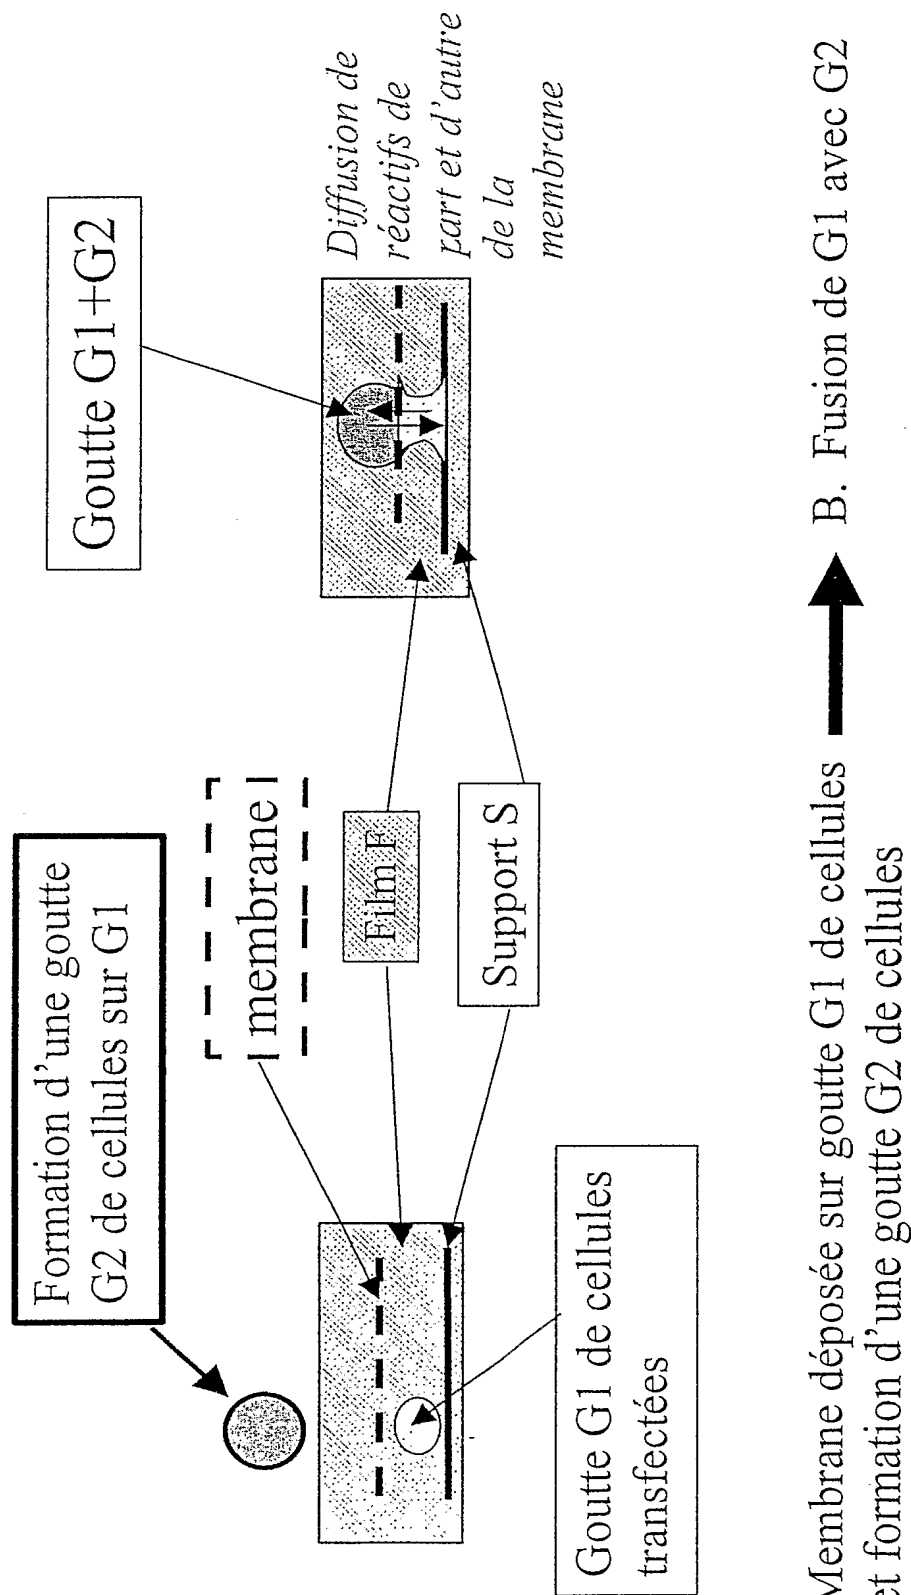 Formation d'une goutte
G2 de cellules sur G1
Goutte G1+G2
membrane
Diffusion de
réactifs de
part et d'autre
de la
membrane
Film F
Support S
Goutte G1 de cellules
transfectées
Membrane déposée sur goutte G1 de cellules
et formation d'une goutte G2 de cellules
B. Fusion de G1 avec G2